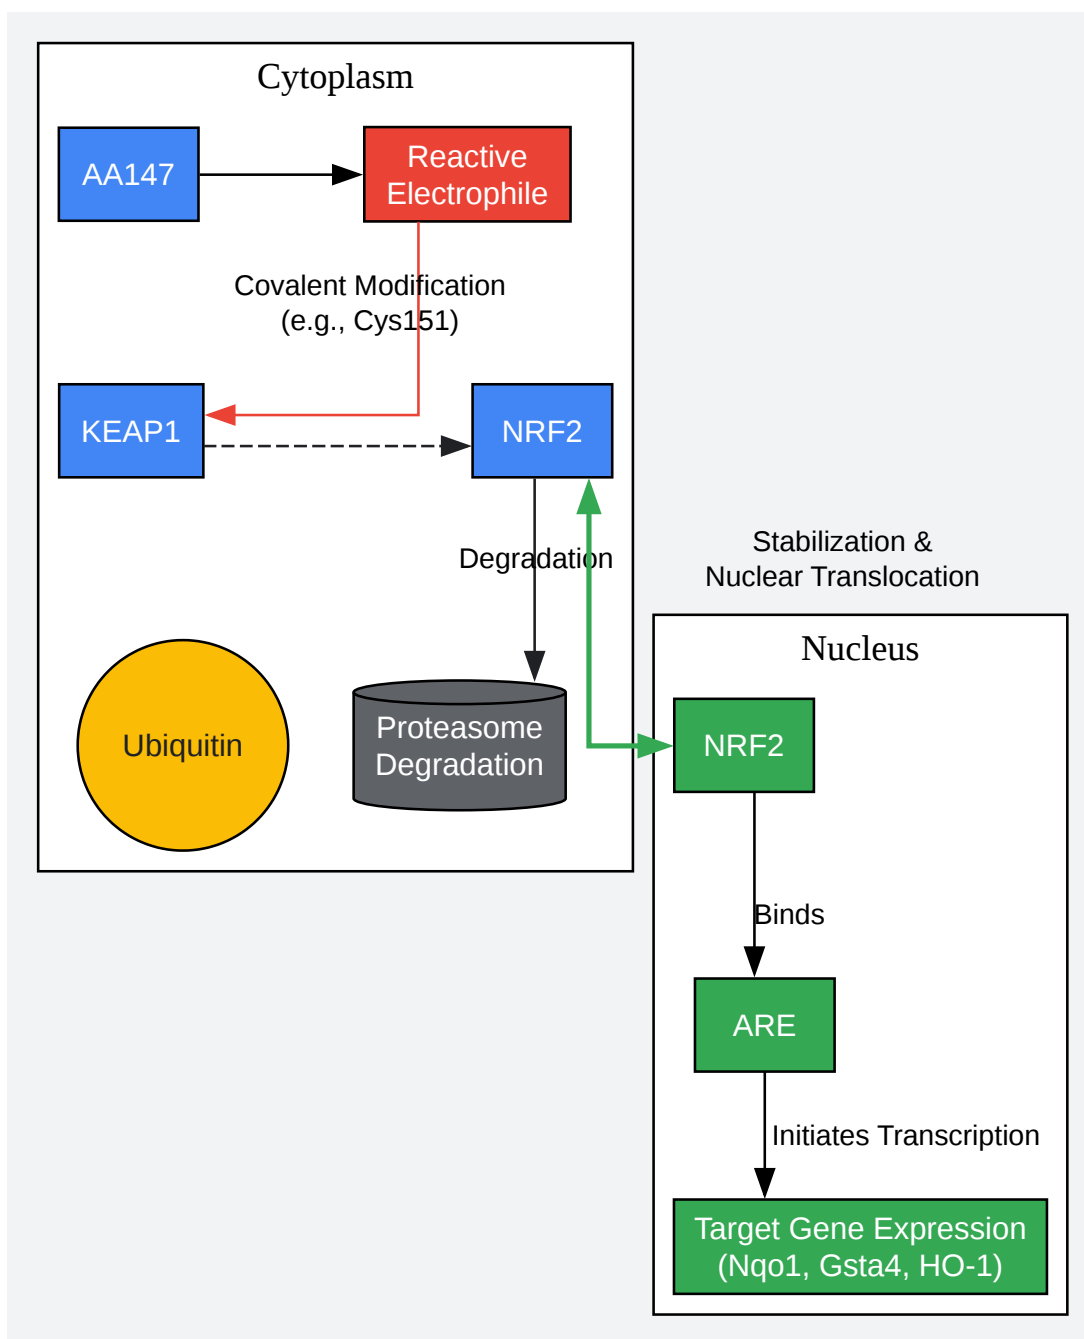 Cytoplasm
AA147
Reactive
Electrophile
Covalent Modification
(e.g., Cys151)
KEAP1
NRF2
Degradation
Stabilization &
Nuclear Translocation
Ubiquitin
Proteasome
Degradation
Nucleus
NRF2
Binds
ARE
Initiates Transcription
Target Gene Expression
(Nqo1, Gsta4, HO-1)